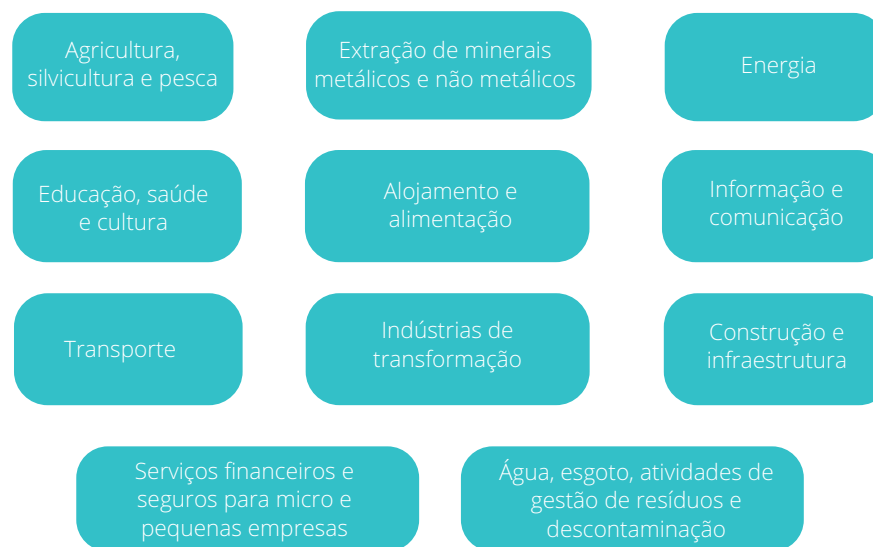 Agricultura,
silvicultura e pesca
Extração de minerais
metálicos e não metálicos
Energia
Educação, saúde
e cultura
Alojamento e
alimentação
Informação e
comunicação
Transporte
Indústrias de
transformação
Construção e
infraestrutura
Serviços financeiros e
seguros para micro e
pequenas empresas
Água, esgoto, atividades de
gestão de resíduos e
descontaminação